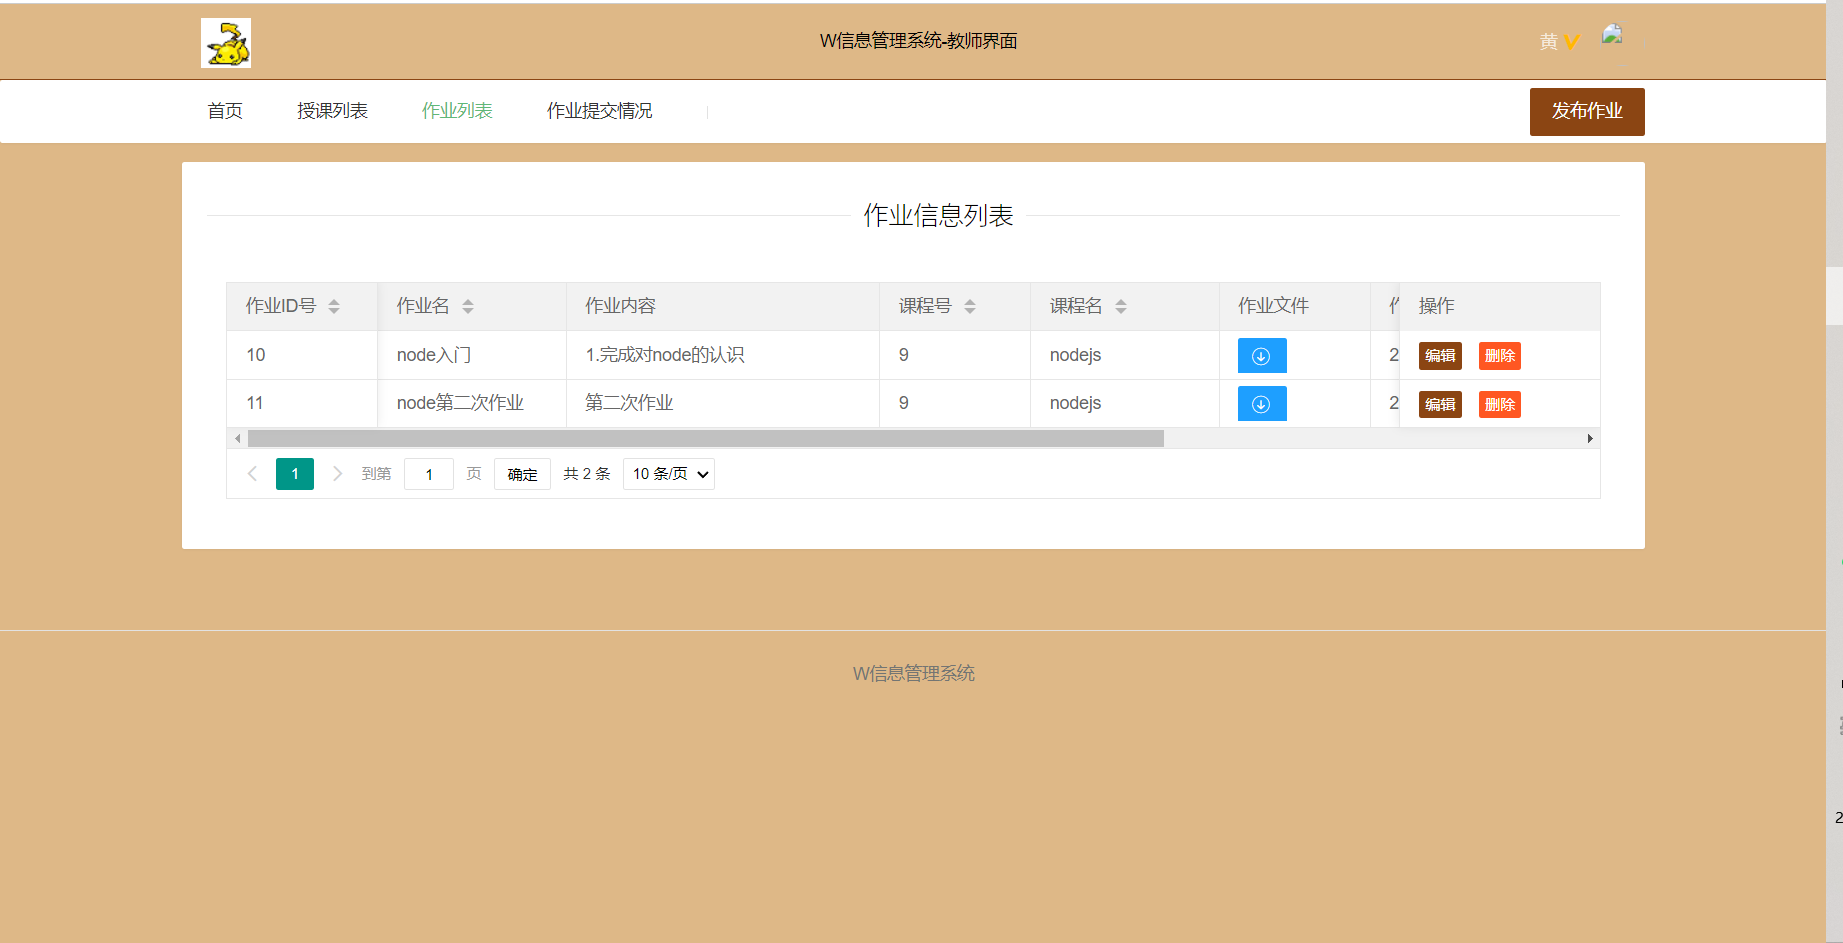 W信息管理系统-教师界面
黄
首页 授课列表 作业列表 作业提交情况 发布作业
作业信息列表
作业ID号 作业名 作业内容 课程号 课程名 作业文件 操作
10 node入门 1.完成对node的认识 9 nodejs 2 编辑 删除
11 node第二次作业 第二次作业 9 nodejs 2 编辑 删除
1 到第 1 页 确定 共 2 条 10 条/页
W信息管理系统
2